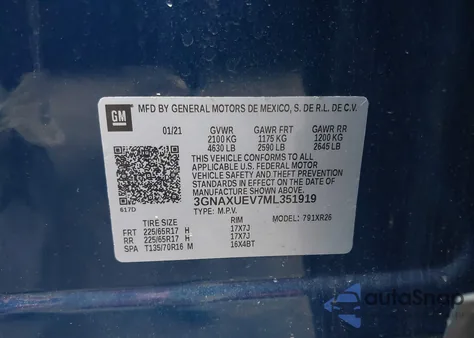 GM
MFD BY GENERAL MOTORS DE MEXICO, S. DE R.L. DE C.V.
01/21 GVWR GAWR FRT GAWR RR
2100 KG 1175 KG 1200 KG
4630 LB 2590 LB 2645 LB
THIS VEHICLE CONFORMS TO ALL APPLICABLE
U.S. FEDERAL MOTOR
VEHICLE SAFETY STANDARDS
IN EFFECT ON THE DATE OF
MANUFACTURE SHOWN ABOVE.
3GNAXUEV7ML351919
617D TYPE: M.P.V. MODEL: 791XR26
TIRE SIZE RIM
FRT 225/65R17 H 17X7J
RR 225/65R17 H 17X7J
SPA T135/70R16 M 16X4BT
autoSnap